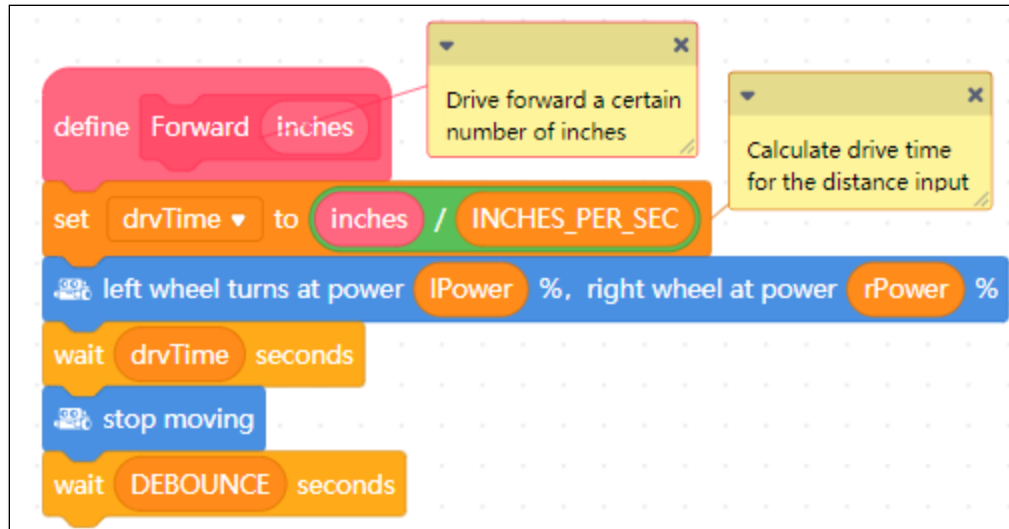 Drive forward a certain
number of inches
define Forward inches
Calculate drive time
for the distance input
set drvTime to inches / INCHES_PER_SEC
left wheel turns at power lPower %, right wheel at power rPower %
wait drvTime seconds
stop moving
wait DEBOUNCE seconds